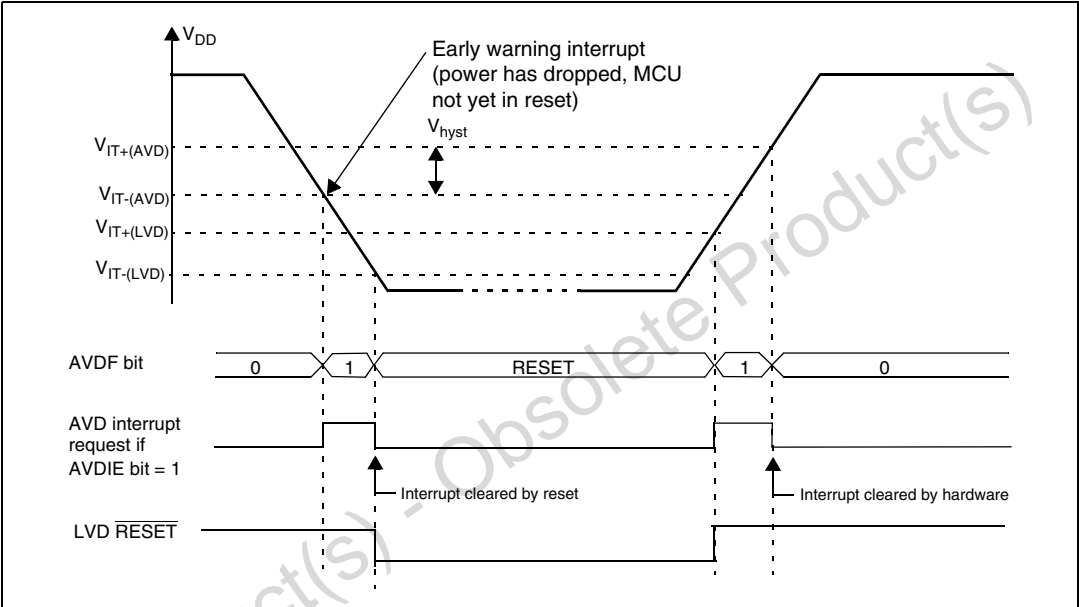 V_DD
Early warning interrupt
(power has dropped, MCU
not yet in reset)
V_hyst
V_IT+(AVD)
V_IT-(AVD)
V_IT+(LVD)
V_IT-(LVD)
AVDF bit
0
1
RESET
1
0
AVD interrupt
request if
AVDIE bit = 1
Interrupt cleared by reset
Interrupt cleared by hardware
LVD RESET
ct(s) - Obsolete Product(s)